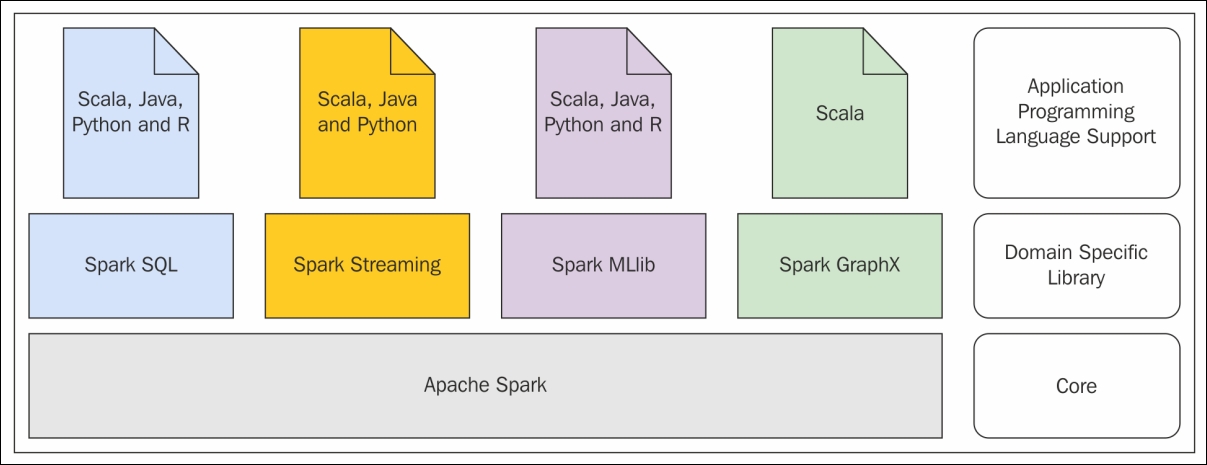 Scala, Java,
Python and R
Scala, Java
and Python
Scala, Java,
Python and R
Scala
Application
Programming
Language Support
Spark SQL
Spark Streaming
Spark MLlib
Spark GraphX
Domain Specific
Library
Apache Spark
Core